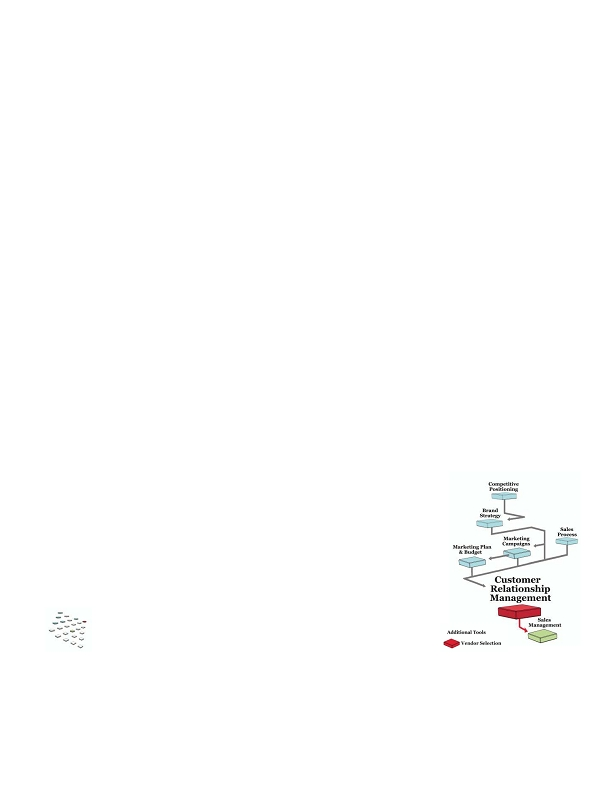 Competitive
Positioning
Brand
Strategy
Sales
Process
Marketing
Campaigns
Marketing Plan
& Budget
Customer
Relationship
Management
Sales
Management
Additional Tools
Vendor Selection